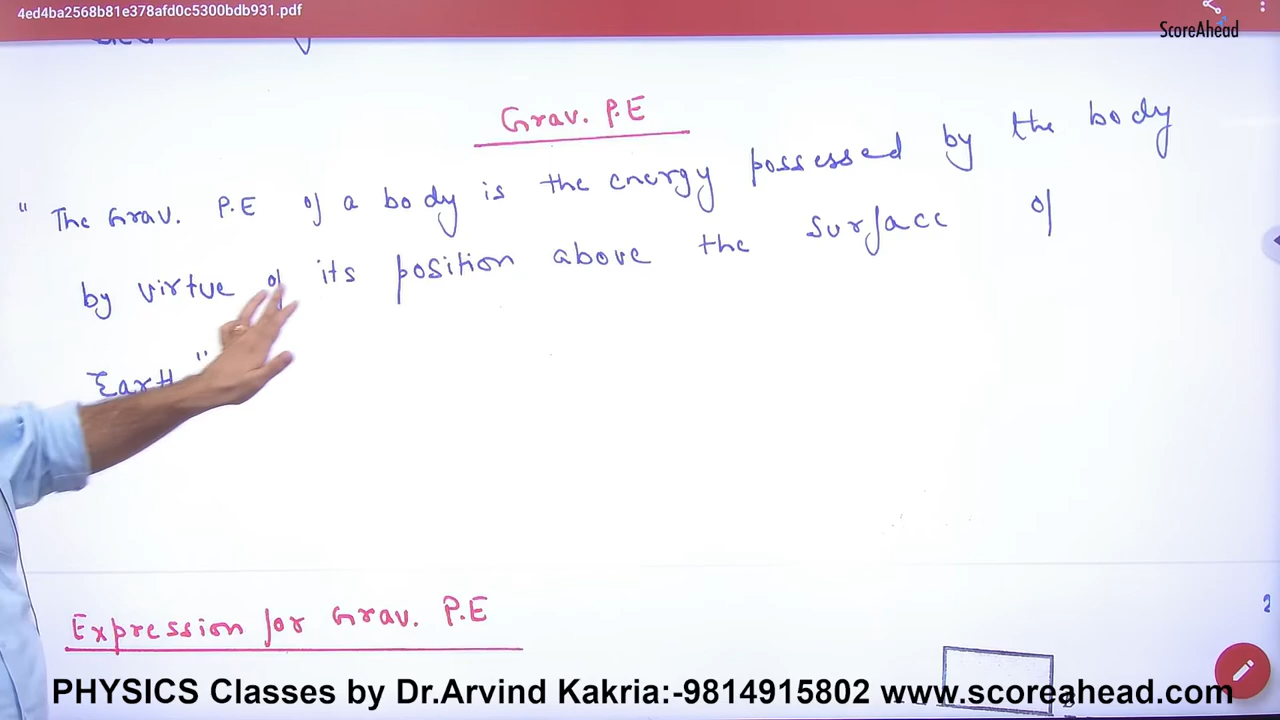 4ed4ba2568b81e378afd0c5300bdb931.pdf
ScoreAhead
Grav. P.E
" The Grav. P.E of a body is the energy possessed by the body
by virtue of its position above the surface of
Earth "
Expression for Grav. P.E
2
PHYSICS Classes by Dr.Arvind Kakria:-9814915802 www.scoreahead.com